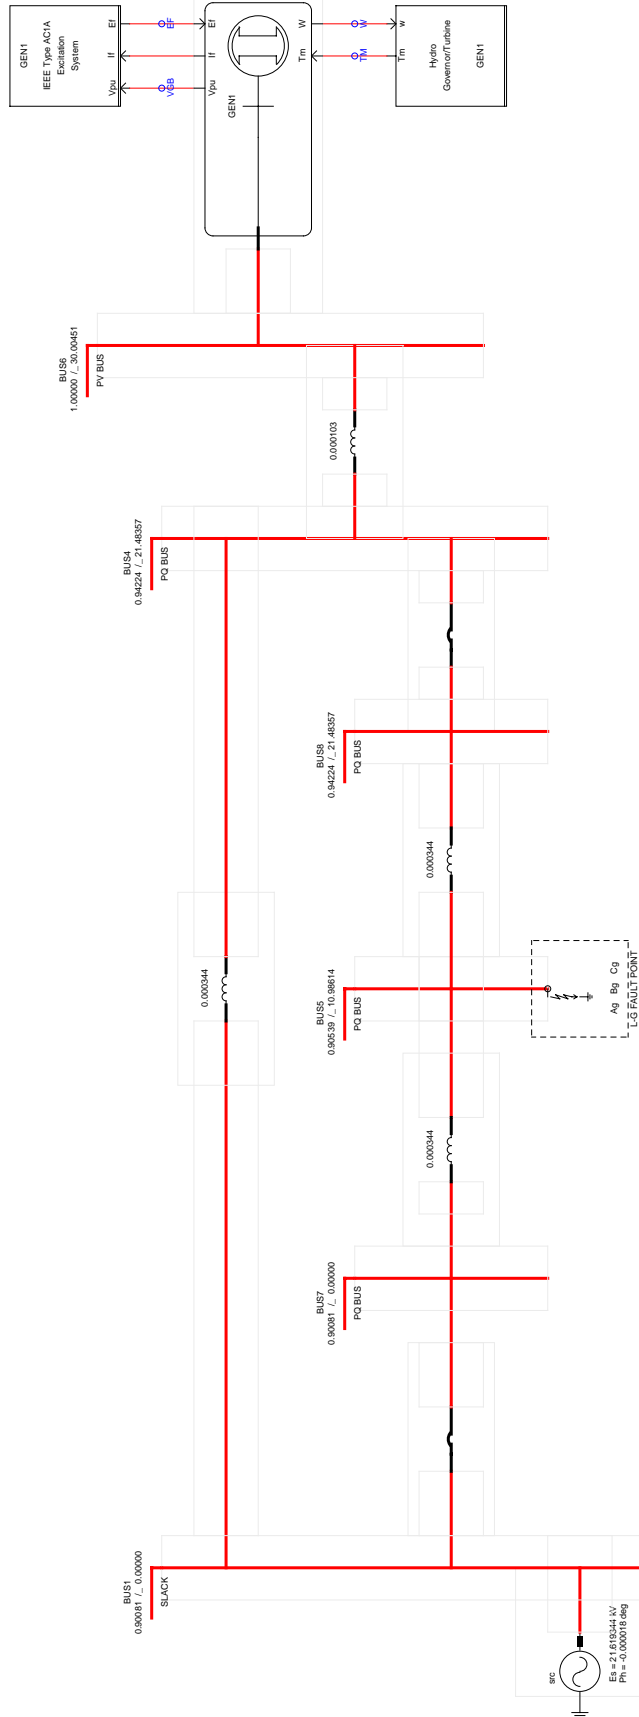 GEN1
IEEE Type AC1A
Excitation
System
Ef
If
Vpu
EF
VGB
Ef
If
Vpu
GEN1
W
Tm
W
TM
w
Tm
Hydro
Governor/Turbine
GEN1
BUS6
1.00000 /_ 30.00451
PV BUS
0.000103
BUS4
0.94224 /_ 21.48357
PQ BUS
BUS8
0.94224 /_ 21.48357
PQ BUS
0.000344
0.000344
BUS5
0.90539 /_ 10.98614
PQ BUS
Ag Bg Cg
L-G FAULT POINT
0.000344
BUS7
0.90081 /_ 0.00000
PQ BUS
BUS1
0.90081 /_ 0.00000
SLACK
src
Es = 21.619344 kV
Ph = -0.000018 deg